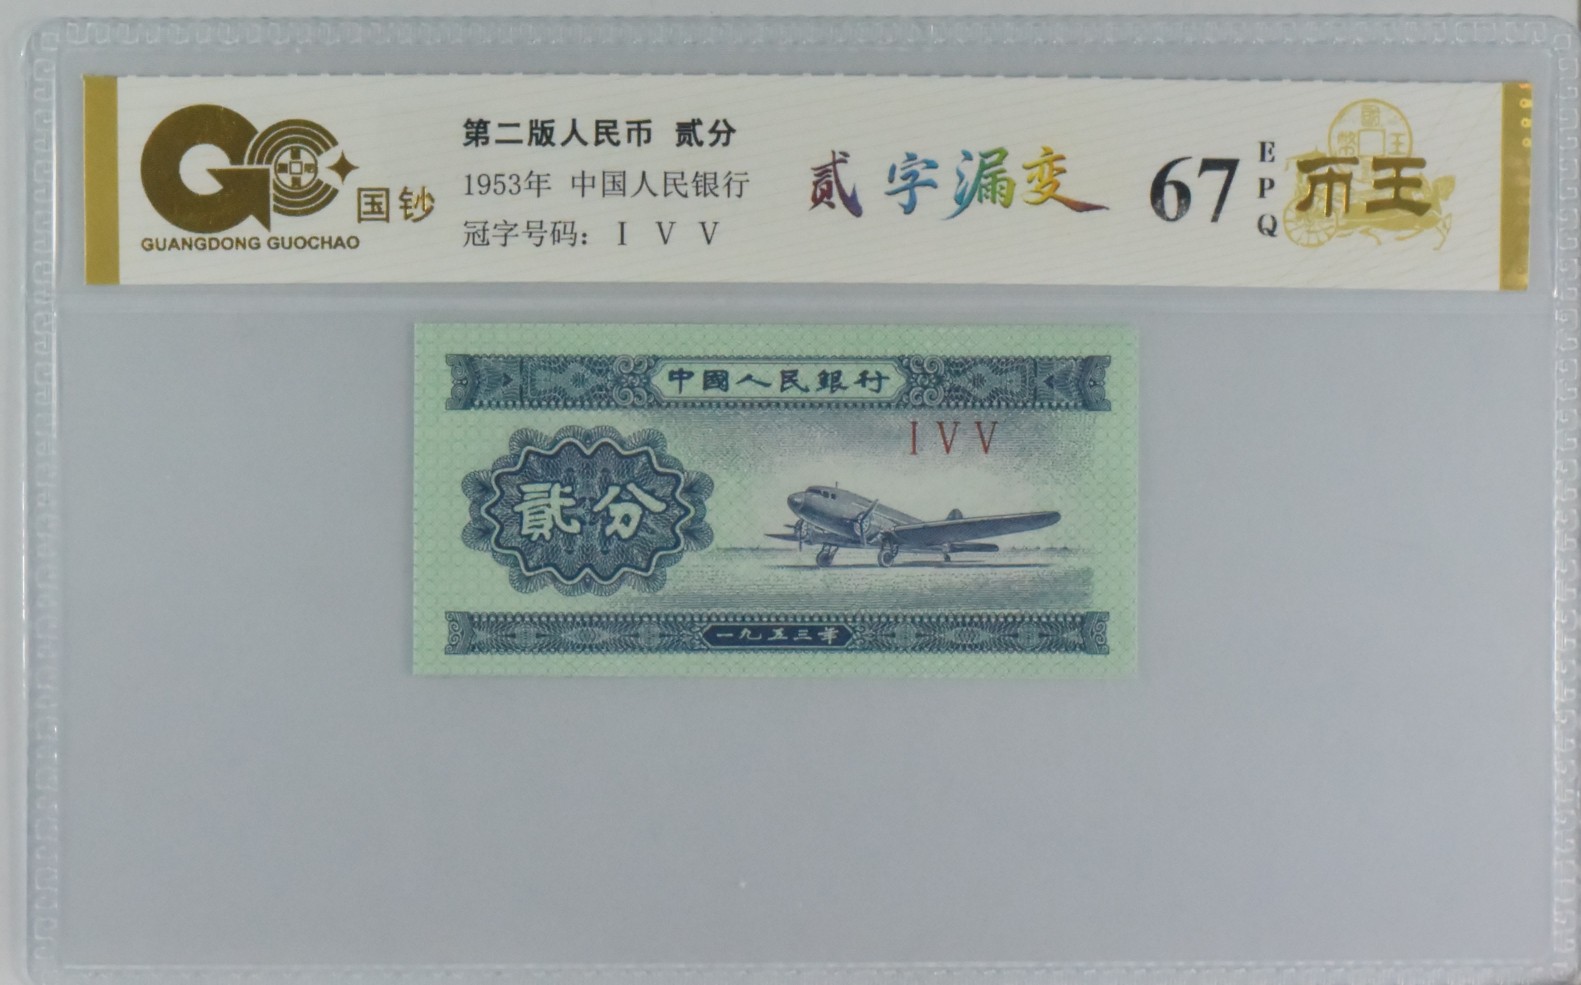 第二版人民币 贰分
1953年 中国人民银行
冠字号码: I V V
国钞
GUANGDONG GUOCHAO
贰字漏变
67
EPQ
币王
中國人民銀行
I V V
貳分
一九五三年